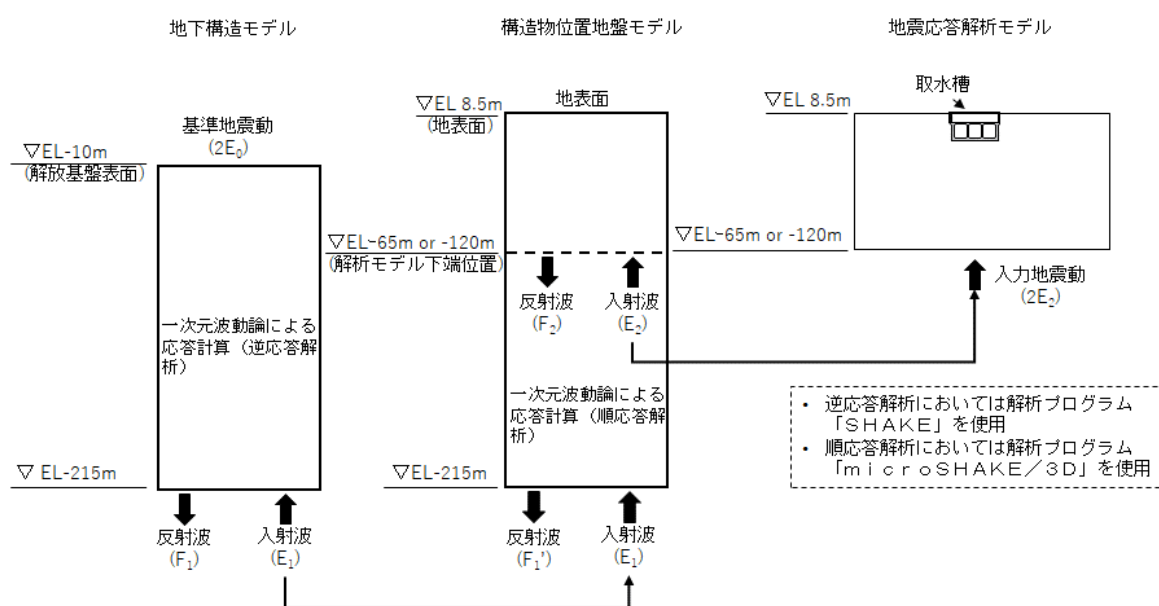 地下構造モデル
基準地震動
(2E₀)
▽EL-10m
(解放基盤表面)
一次元波動論による
応答計算（逆応答解
析）
▽ EL-215m
反射波
(F₁)
入射波
(E₁)
構造物位置地盤モデル
▽EL 8.5m
(地表面)
地表面
▽EL-65m or -120m
(解析モデル下端位置)
反射波
(F₂)
入射波
(E₂)
一次元波動論による
応答計算（順応答解
析）
▽EL-215m
反射波
(F₁')
入射波
(E₁)
地震応答解析モデル
取水槽
▽EL 8.5m
▽EL-65m or -120m
入力地震動
(2E₂)
・ 逆応答解析においては解析プログラム
「SHAKE」を使用
・ 順応答解析においては解析プログラム
「ｍｉｃｒｏＳＨＡＫＥ／３Ｄ」を使用